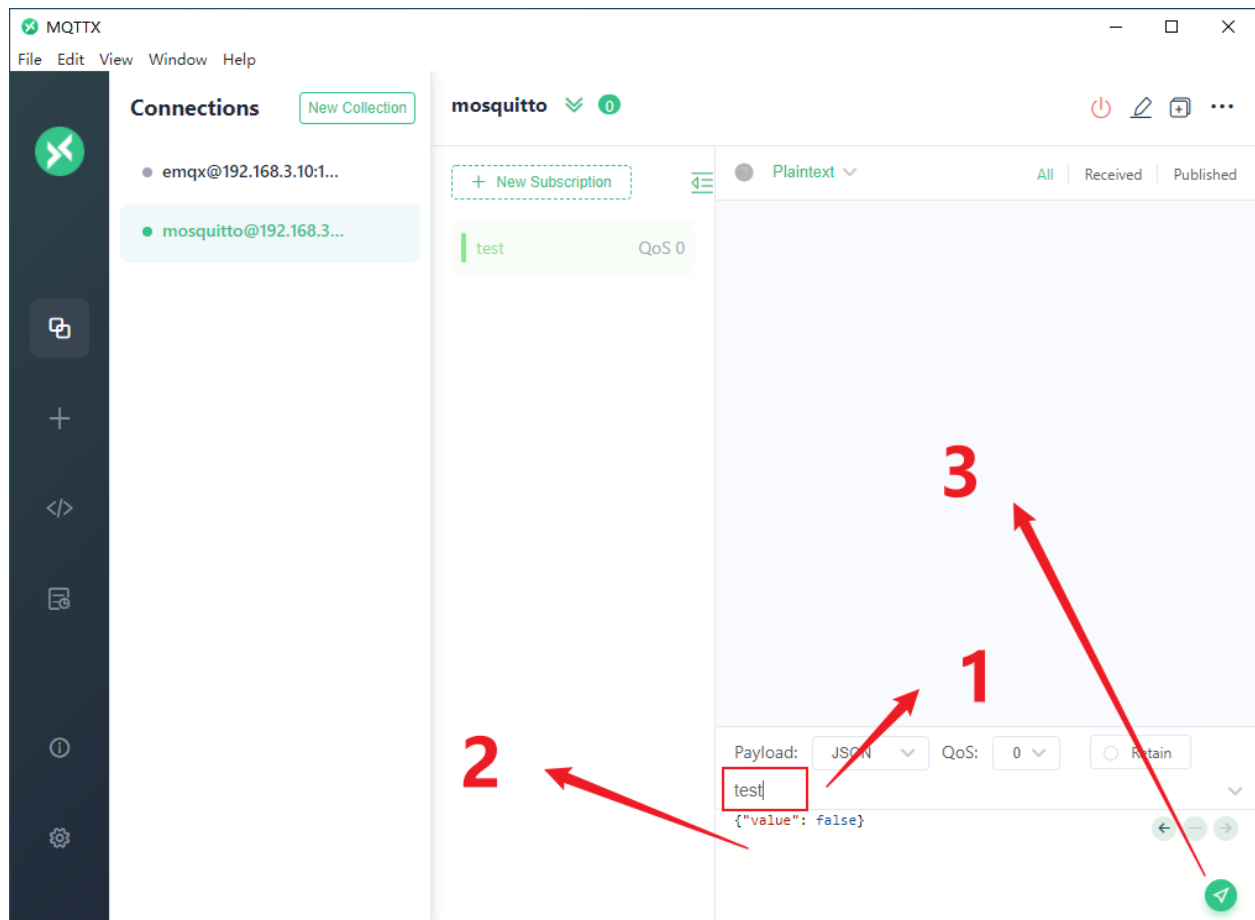 MQTTX
File Edit View Window Help
Connections
New Collection
emqx@192.168.3.10:1...
mosquitto@192.168.3...
mosquitto 0
+ New Subscription
test QoS 0
Plaintext
All Received Published
3
1
2
Payload: JSON QoS: 0 Retain
test
{"value": false}